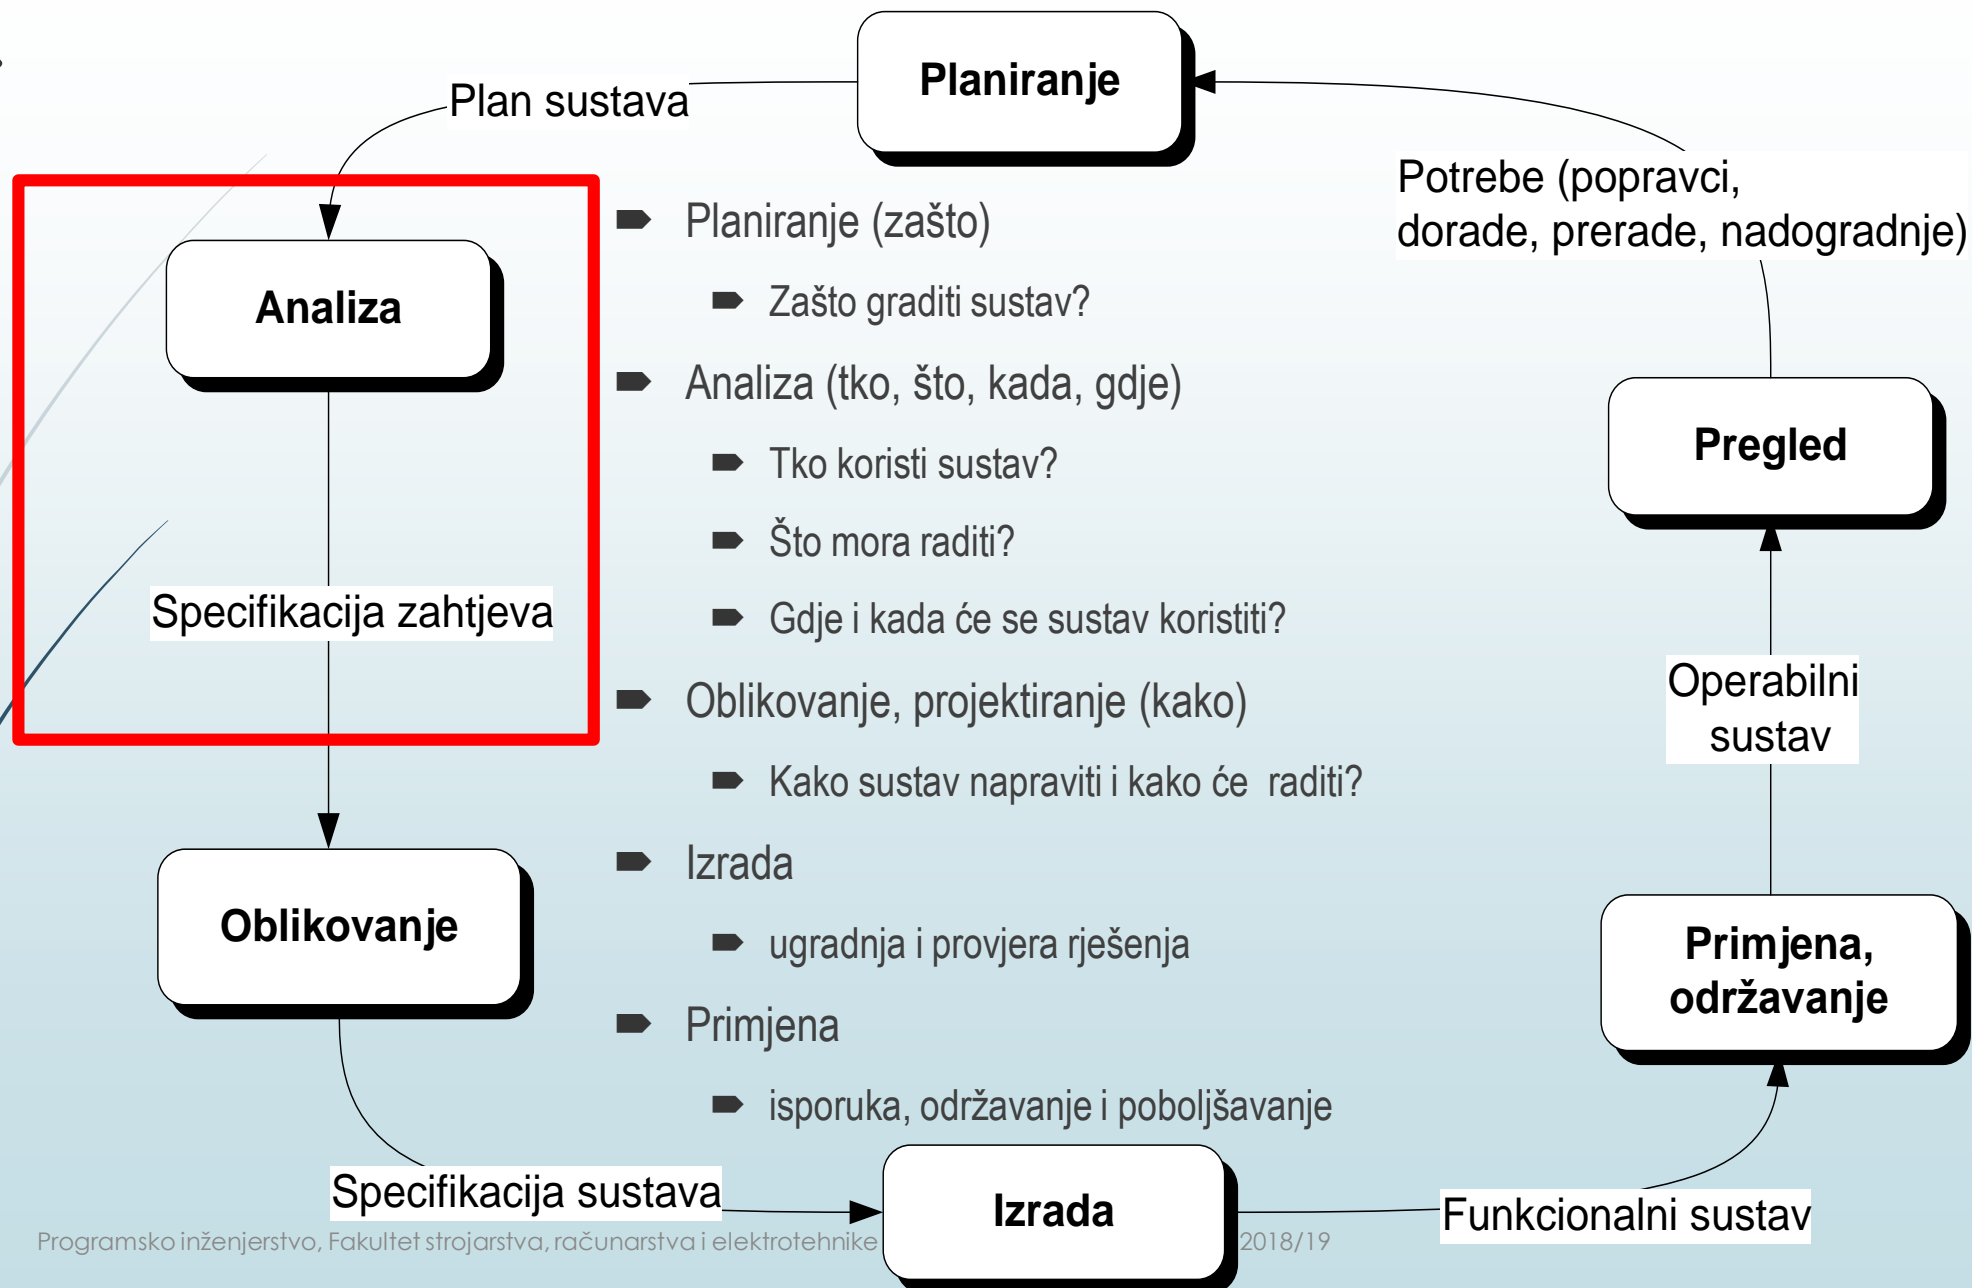 Planiranje
Plan sustava
Potrebe (popravci,
dorade, prerade, nadogradnje)
Analiza
Specifikacija zahtjeva
Planiranje (zašto)
Zašto graditi sustav?
Analiza (tko, što, kada, gdje)
Tko koristi sustav?
Što mora raditi?
Gdje i kada će se sustav koristiti?
Oblikovanje, projektiranje (kako)
Kako sustav napraviti i kako će  raditi?
Izrada
ugradnja i provjera rješenja
Primjena
isporuka, održavanje i poboljšavanje
Pregled
Operabilni
sustav
Primjena,
održavanje
Oblikovanje
Specifikacija sustava
Izrada
Funkcionalni sustav
Programsko inženjerstvo, Fakultet strojarstva, računarstva i elektrotehnike 2018/19